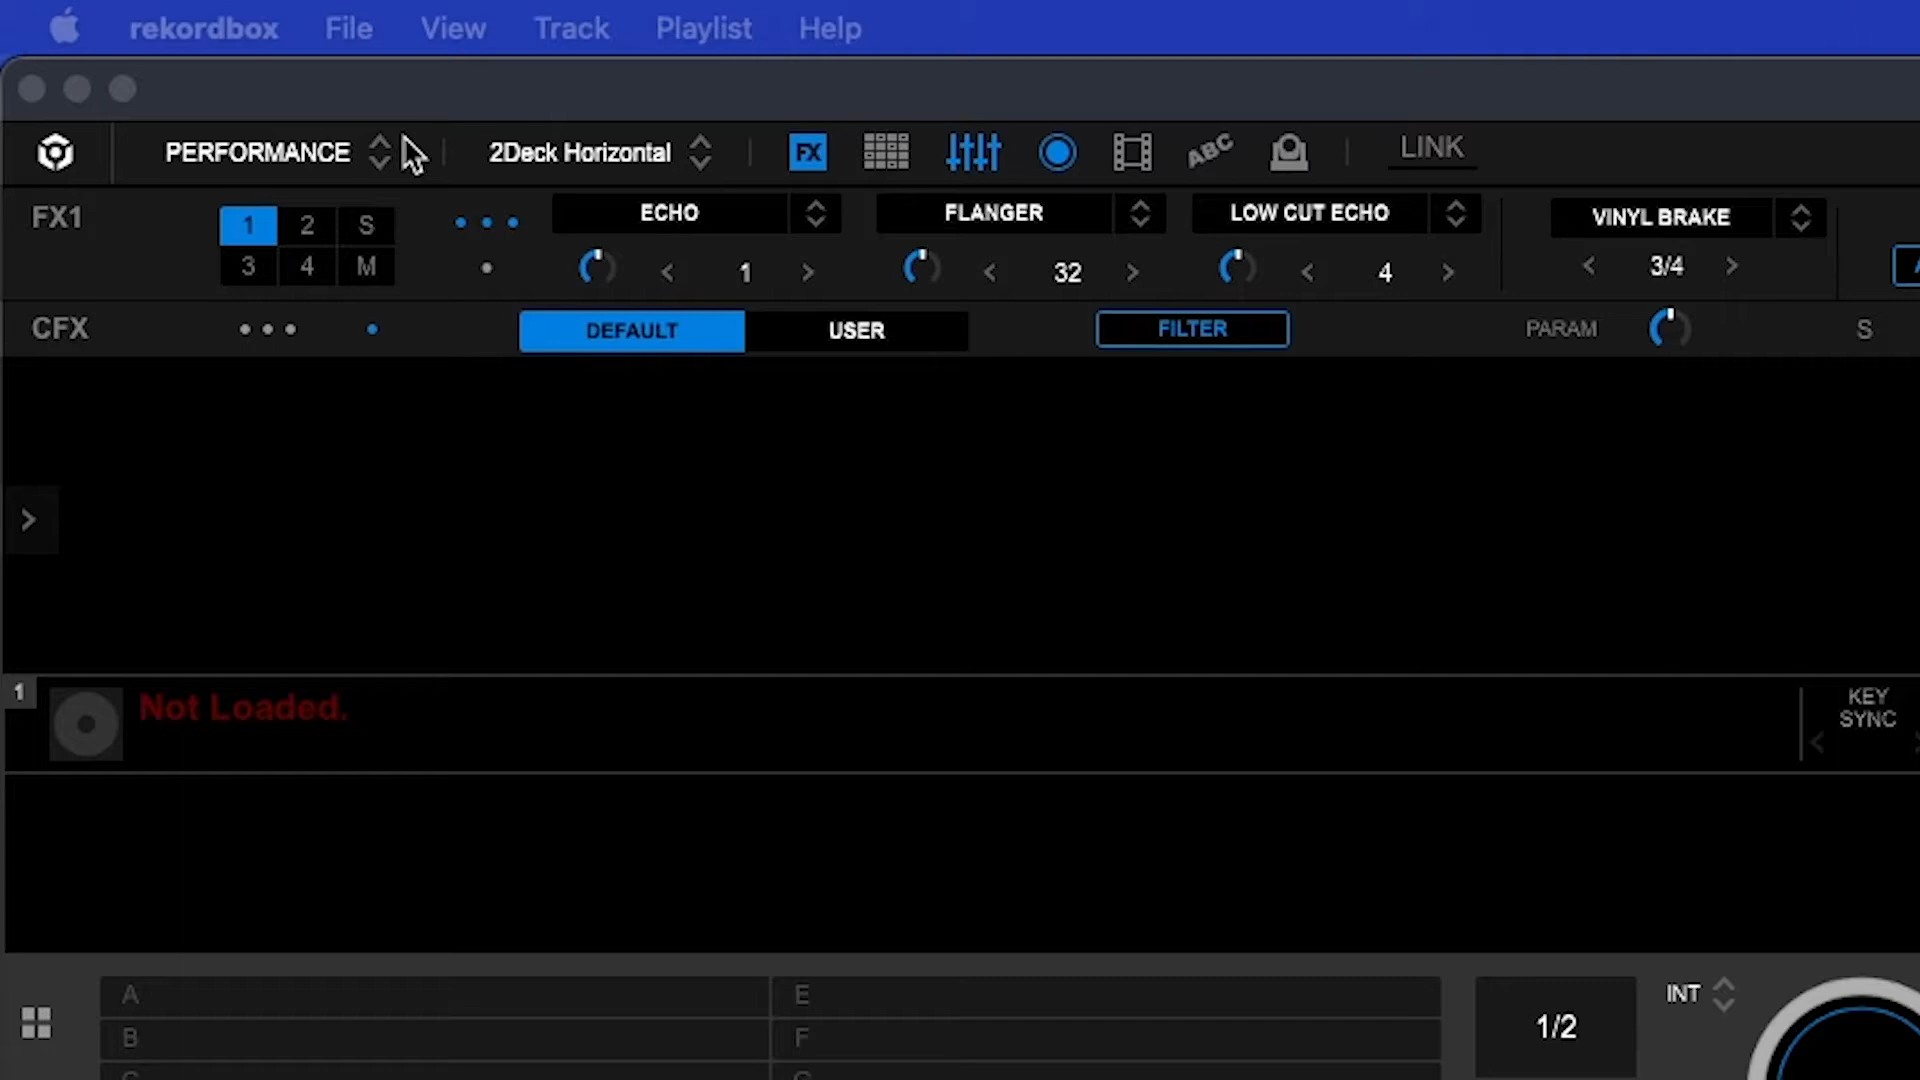 rekordbox File View Track Playlist Help
PERFORMANCE 2Deck Horizontal FX ABC LINK
FX1 1 2 S ECHO FLANGER LOW CUT ECHO VINYL BRAKE
3 4 M 1 32 4 3/4
CFX DEFAULT USER FILTER PARAM S
1 Not Loaded. KEY
SYNC
A E INT
B F 1/2